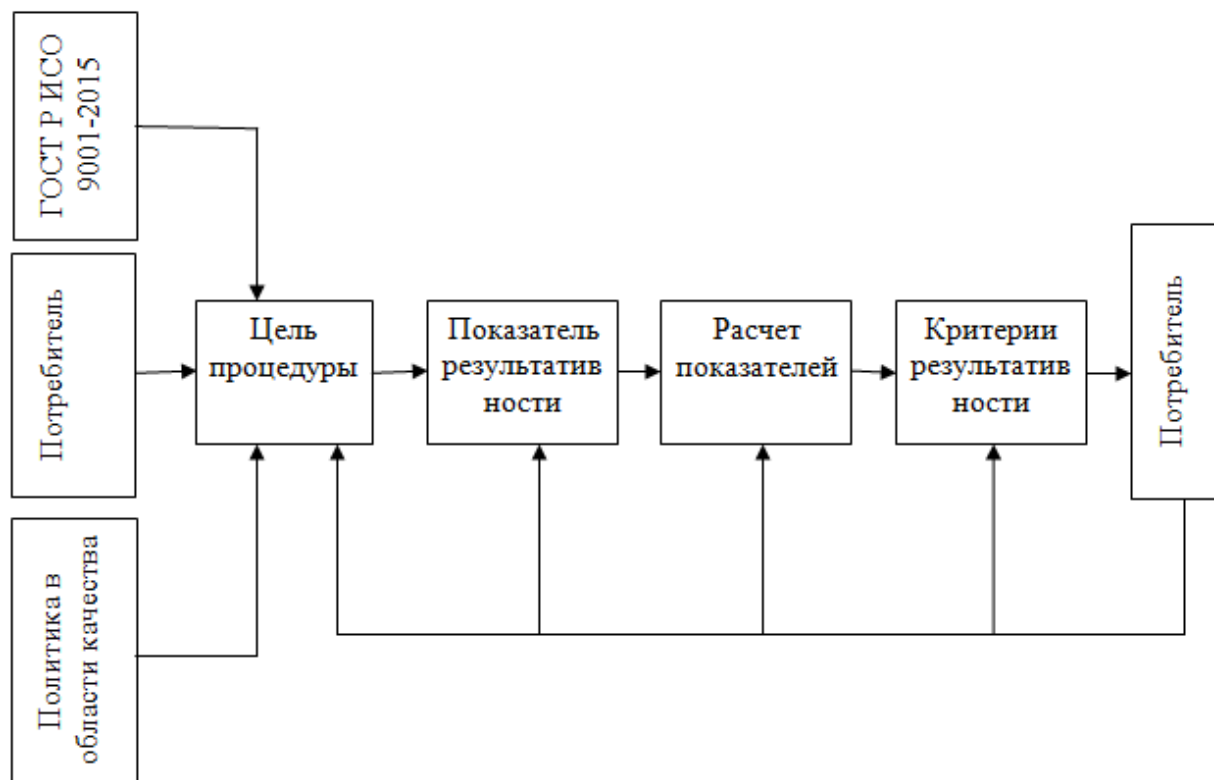 ГОСТ Р ИСО
9001-2015
Потребитель
Политика в
области качества
Цель
процедуры
Показатель
результатив
ности
Расчет
показателей
Критерии
результатив
ности
Потребитель